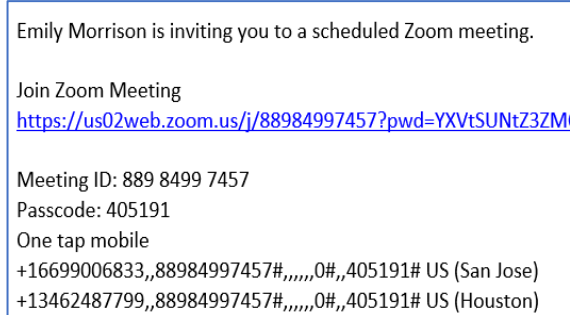 Emily Morrison is inviting you to a scheduled Zoom meeting.
Join Zoom Meeting
https://us02web.zoom.us/j/88984997457?pwd=YXVtSUNtZ3ZM
Meeting ID: 889 8499 7457
Passcode: 405191
One tap mobile
+16699006833,,88984997457#,,,,,,0#,,405191# US (San Jose)
+13462487799,,88984997457#,,,,,,0#,,405191# US (Houston)